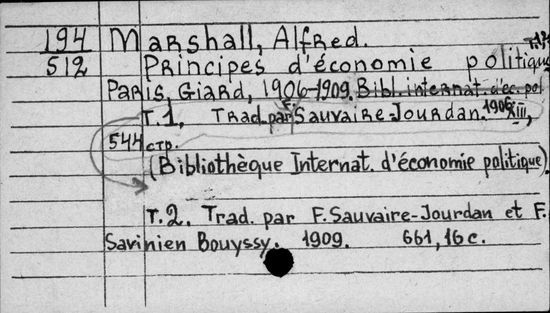 194 Marshall, Alfred.
512 Principes d'économie politique
Paris, Giard, 1906-1909. Bibl. internat. d'éc. pol
T.1, Trad. par F. Sauvaire-Jourdan. 1906 XIII,
544 стр.
(Bibliothèque Internat. d'économie politique).
T.2. Trad. par F. Sauvaire-Jourdan et F.
Savinien Bouyssy. 1909. 661, 16 c.